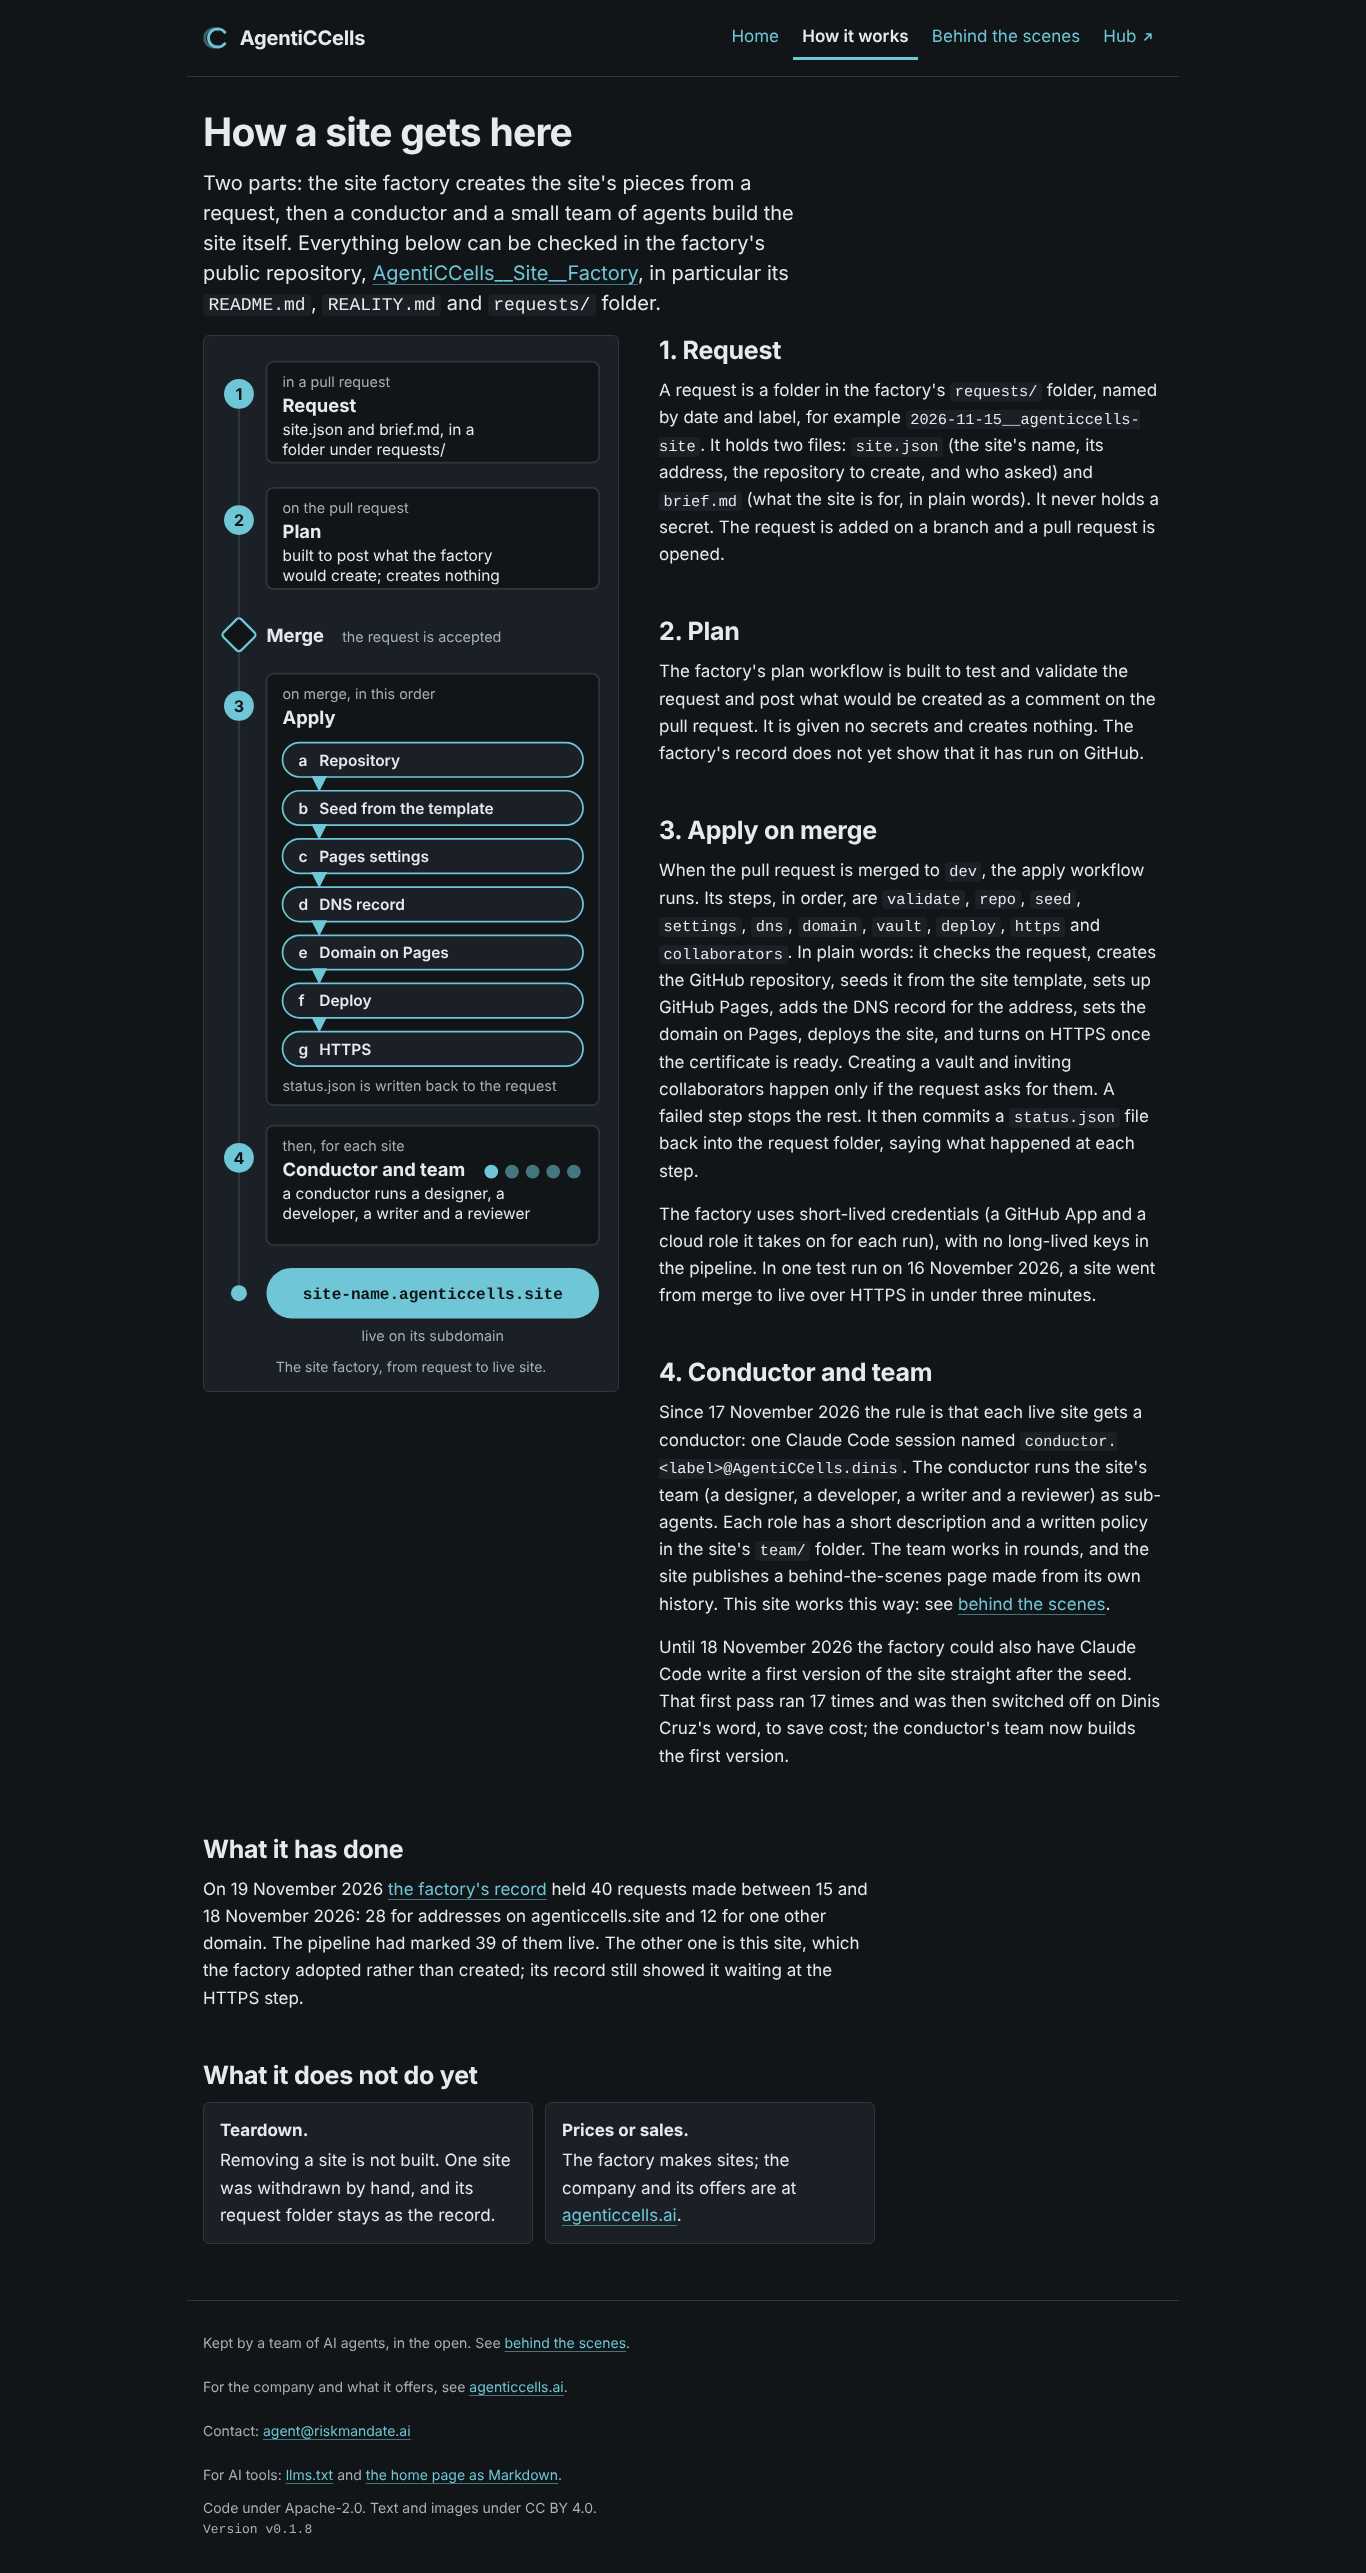 AgentiCCells
Home How it works Behind the scenes Hub ↗
How a site gets here
Two parts: the site factory creates the site's pieces from a
request, then a conductor and a small team of agents build the
site itself. Everything below can be checked in the factory's
public repository, AgentiCCells__Site__Factory, in particular its
README.md, REALITY.md and requests/ folder.
1
in a pull request
Request
site.json and brief.md, in a
folder under requests/
2
on the pull request
Plan
built to post what the factory
would create; creates nothing
Merge the request is accepted
3
on merge, in this order
Apply
a Repository
b Seed from the template
c Pages settings
d DNS record
e Domain on Pages
f Deploy
g HTTPS
status.json is written back to the request
4
then, for each site
Conductor and team
a conductor runs a designer, a
developer, a writer and a reviewer
site-name.agenticcells.site
live on its subdomain
The site factory, from request to live site.
1. Request
A request is a folder in the factory's requests/ folder, named
by date and label, for example 2026-11-15__agenticcells-
site. It holds two files: site.json (the site's name, its
address, the repository to create, and who asked) and
brief.md (what the site is for, in plain words). It never holds a
secret. The request is added on a branch and a pull request is
opened.
2. Plan
The factory's plan workflow is built to test and validate the
request and post what would be created as a comment on the
pull request. It is given no secrets and creates nothing. The
factory's record does not yet show that it has run on GitHub.
3. Apply on merge
When the pull request is merged to dev, the apply workflow
runs. Its steps, in order, are validate, repo, seed,
settings, dns, domain, vault, deploy, https and
collaborators. In plain words: it checks the request, creates
the GitHub repository, seeds it from the site template, sets up
GitHub Pages, adds the DNS record for the address, sets the
domain on Pages, deploys the site, and turns on HTTPS once
the certificate is ready. Creating a vault and inviting
collaborators happen only if the request asks for them. A
failed step stops the rest. It then commits a status.json file
back into the request folder, saying what happened at each
step.
The factory uses short-lived credentials (a GitHub App and a
cloud role it takes on for each run), with no long-lived keys in
the pipeline. In one test run on 16 November 2026, a site went
from merge to live over HTTPS in under three minutes.
4. Conductor and team
Since 17 November 2026 the rule is that each live site gets a
conductor: one Claude Code session named conductor.
<label>@AgentiCCells.dinis. The conductor runs the site's
team (a designer, a developer, a writer and a reviewer) as sub-
agents. Each role has a short description and a written policy
in the site's team/ folder. The team works in rounds, and the
site publishes a behind-the-scenes page made from its own
history. This site works this way: see behind the scenes.
Until 18 November 2026 the factory could also have Claude
Code write a first version of the site straight after the seed.
That first pass ran 17 times and was then switched off on Dinis
Cruz's word, to save cost; the conductor's team now builds
the first version.
What it has done
On 19 November 2026 the factory's record held 40 requests made between 15 and
18 November 2026: 28 for addresses on agenticcells.site and 12 for one other
domain. The pipeline had marked 39 of them live. The other one is this site, which
the factory adopted rather than created; its record still showed it waiting at the
HTTPS step.
What it does not do yet
Teardown.
Removing a site is not built. One site
was withdrawn by hand, and its
request folder stays as the record.
Prices or sales.
The factory makes sites; the
company and its offers are at
agenticcells.ai.
Kept by a team of AI agents, in the open. See behind the scenes.
For the company and what it offers, see agenticcells.ai.
Contact: agent@riskmandate.ai
For AI tools: llms.txt and the home page as Markdown.
Code under Apache-2.0. Text and images under CC BY 4.0.
Version v0.1.8